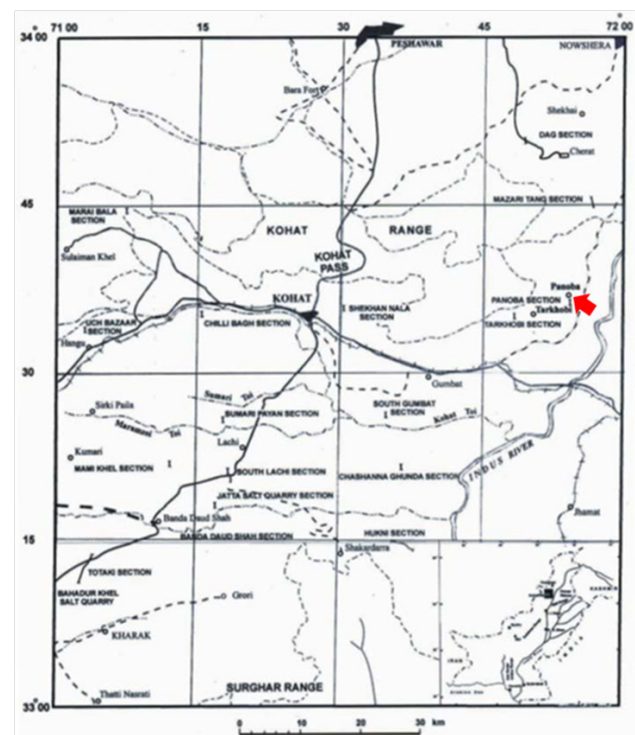 71 00 15 30 45 72 00
34 00
PESHAWAR
NOWSHERA
Bara Fort
Shekhai
DAG SECTION
Cherat
45
MAZARI TANG SECTION
MARAI BALA
SECTION
KOHAT RANGE
Sulaiman Khel
KOHAT
PASS
Panoba
KOHAT
PANOBA SECTION
SHEKHAN NALA
SECTION
Tarkhobi
UCH BAZAAR
SECTION
CHILLI BAGH SECTION
TARKHOBI SECTION
Hangu
30
Gumbat
Sumari Toi
Sirki Paila
SUMARI PAYAN SECTION
SOUTH GUMBAT
SECTION
Kohat Toi
Toi
Lachi
INDUS RIVER
Kumari
MAMI KHEL SECTION
SOUTH LACHI SECTION
CHASHANNA GHUNDA SECTION
JATTA SALT QUARRY SECTION
Jhamat
Banda Daud Shah
BANDA DAUD SHAH SECTION
HUKNI SECTION
15
Shakardarra
TOTAKI SECTION
BAHADUR KHEL
SALT QUARRY
Grori
KHARAK
IRAN
Thatti Nasrati
SURGHAR RANGE
33 00
0 10 20 30 km